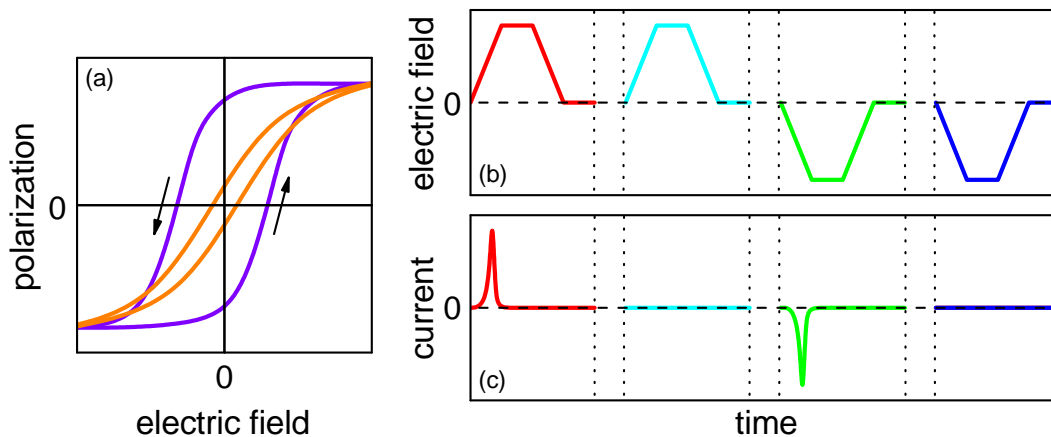 (a)
polarization
0
0
electric field
electric field
0
(b)
current
0
(c)
time